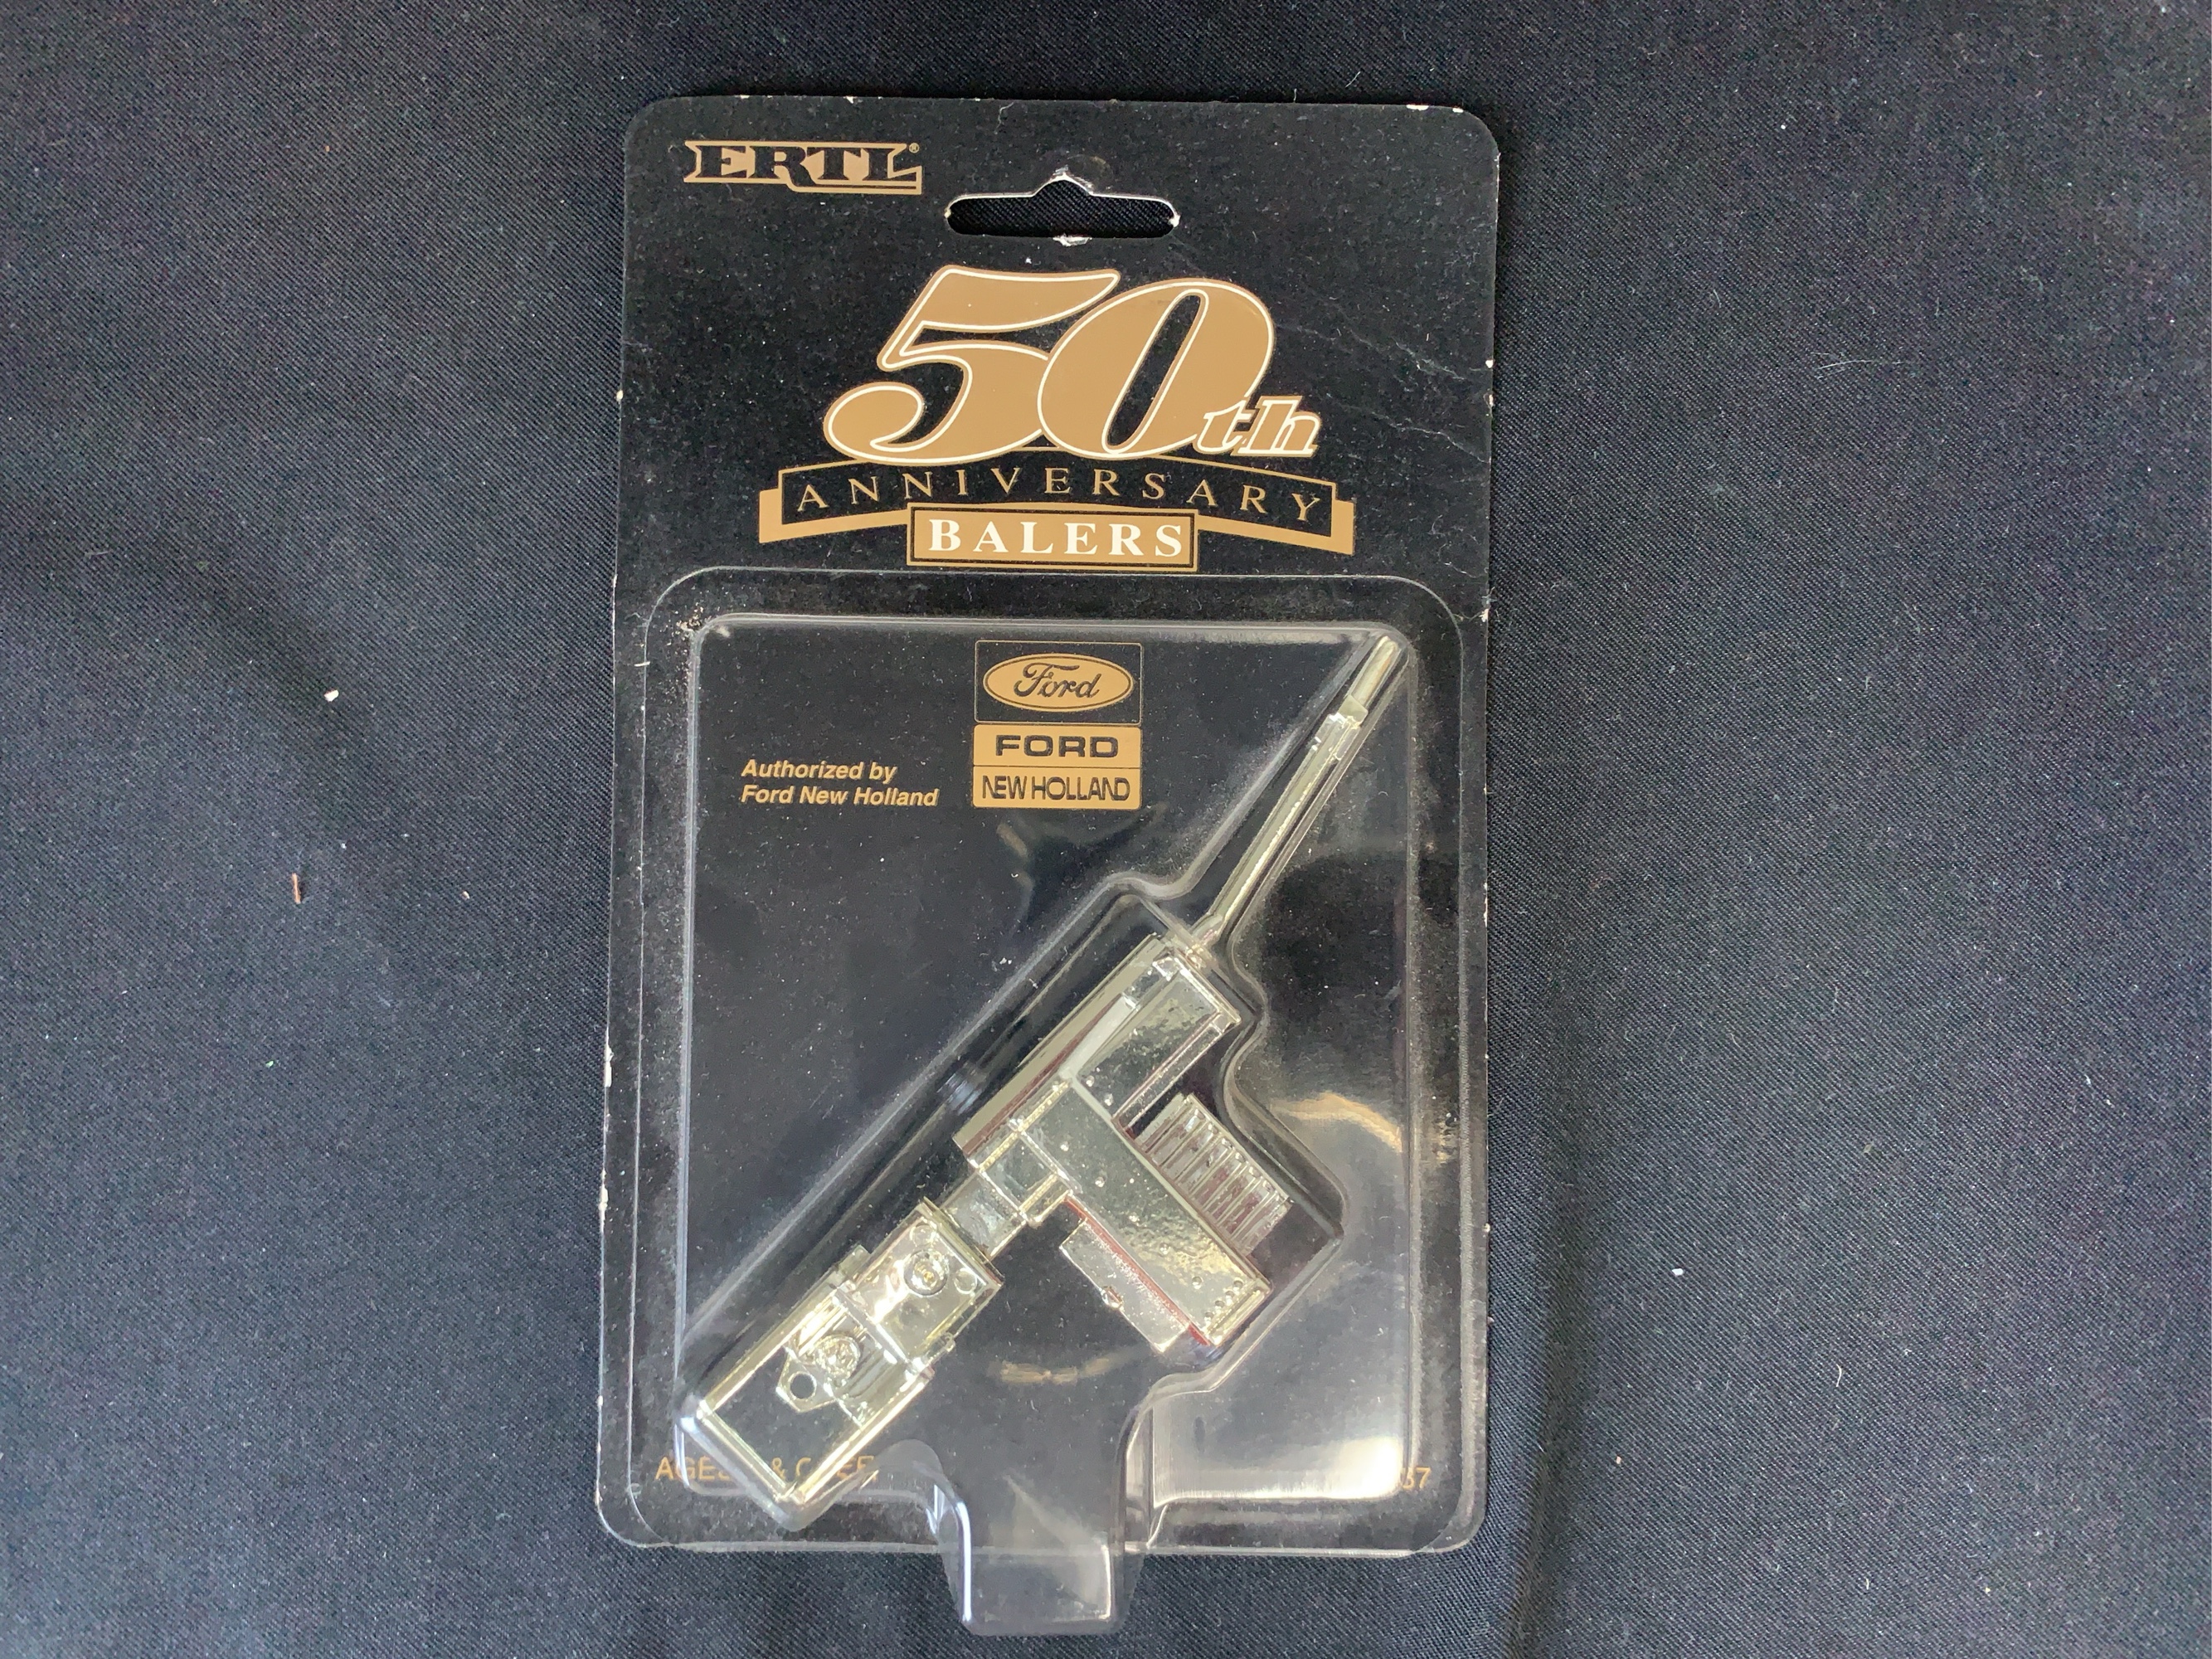 ERTL®
50th
ANNIVERSARY
BALERS
Ford
FORD
NEW HOLLAND
Authorized by
Ford New Holland
&